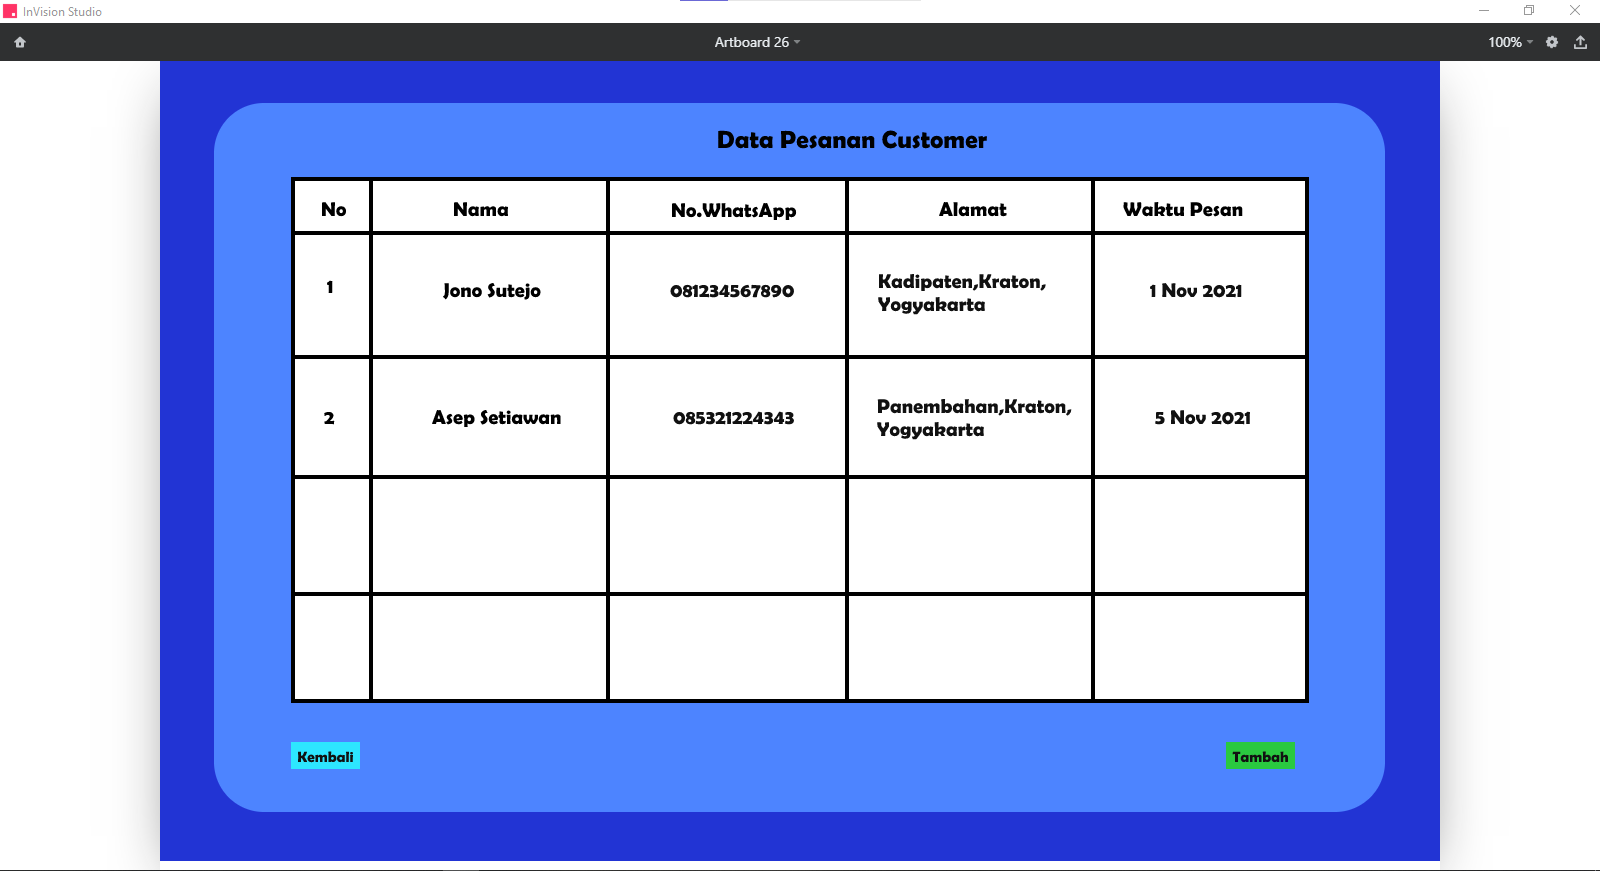 InVision Studio
Artboard 26
100%
Data Pesanan Customer
No Nama No.WhatsApp Alamat Waktu Pesan
1 Jono Sutejo 081234567890 Kadipaten,Kraton, 1 Nov 2021
Yogyakarta
2 Asep Setiawan 085321224343 Panembahan,Kraton, 5 Nov 2021
Yogyakarta
Kembali Tambah